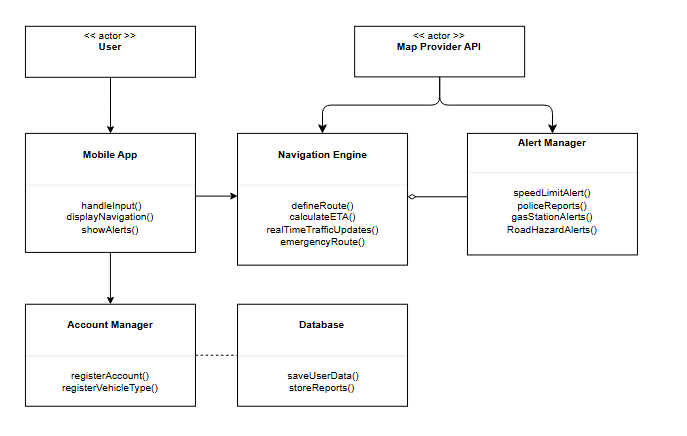 << actor >>
User
<< actor >>
Map Provider API
Mobile App
handleInput()
displayNavigation()
showAlerts()
Navigation Engine
defineRoute()
calculateETA()
realTimeTrafficUpdates()
emergencyRoute()
Alert Manager
speedLimitAlert()
policeReports()
gasStationAlerts()
RoadHazardAlerts()
Account Manager
registerAccount()
registerVehicleType()
Database
saveUserData()
storeReports()